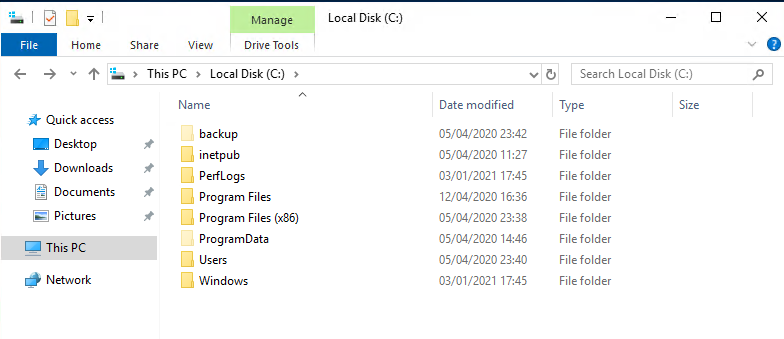 Manage
Local Disk (C:)
File Home Share View Drive Tools
This PC > Local Disk (C:) > Search Local Disk (C:)
Name Date modified Type Size
Quick access
Desktop
Downloads
Documents
Pictures
This PC
Network
backup 05/04/2020 23:42 File folder
inetpub 05/04/2020 11:27 File folder
PerfLogs 03/01/2021 17:45 File folder
Program Files 12/04/2020 16:36 File folder
Program Files (x86) 05/04/2020 23:38 File folder
ProgramData 05/04/2020 14:46 File folder
Users 05/04/2020 23:40 File folder
Windows 03/01/2021 17:45 File folder